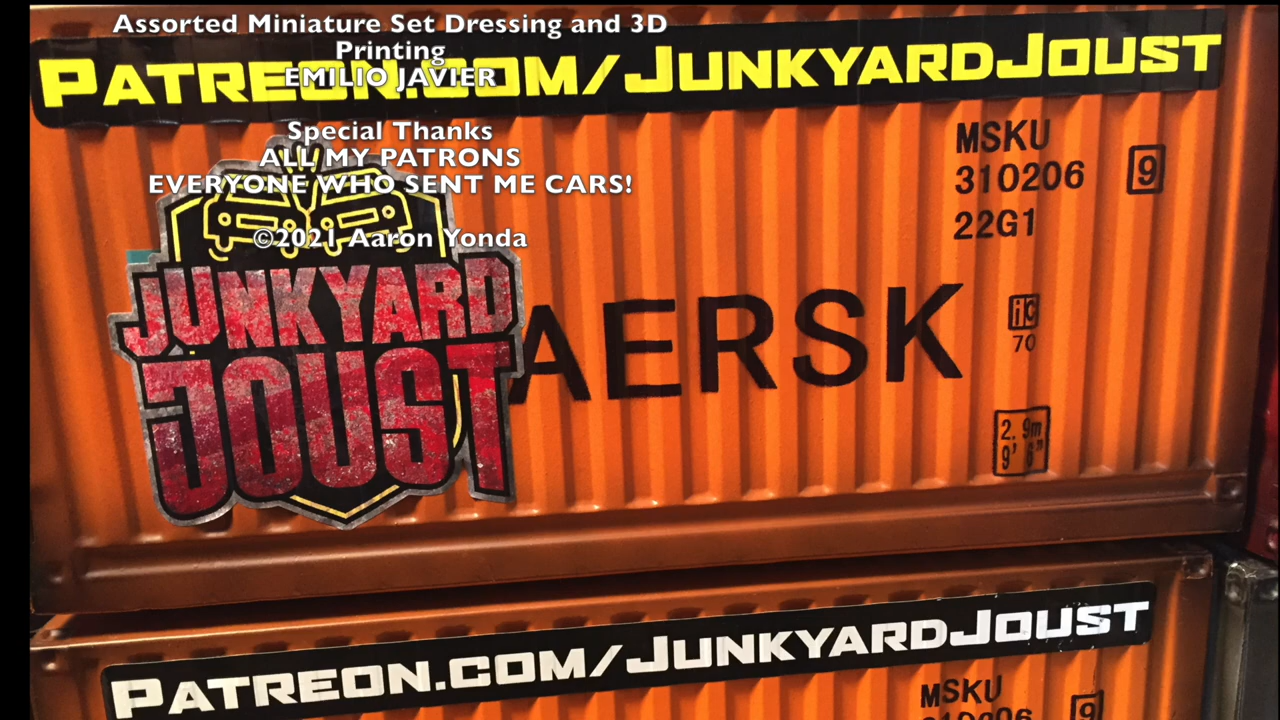 Assorted Miniature Set Dressing and 3D
Printing
EMILIO JAVIER
PATREON.COM/JUNKYARDJOUST
Special Thanks
ALL MY PATRONS
EVERYONE WHO SENT ME CARS!
©2021 Aaron Yonda
JUNKYARD
JOUST
AERSK
MSKU
310206 9
22G1
70
2.9m
9' 6"
PATREON.COM/JUNKYARDJOUST
MSKU
310206 9